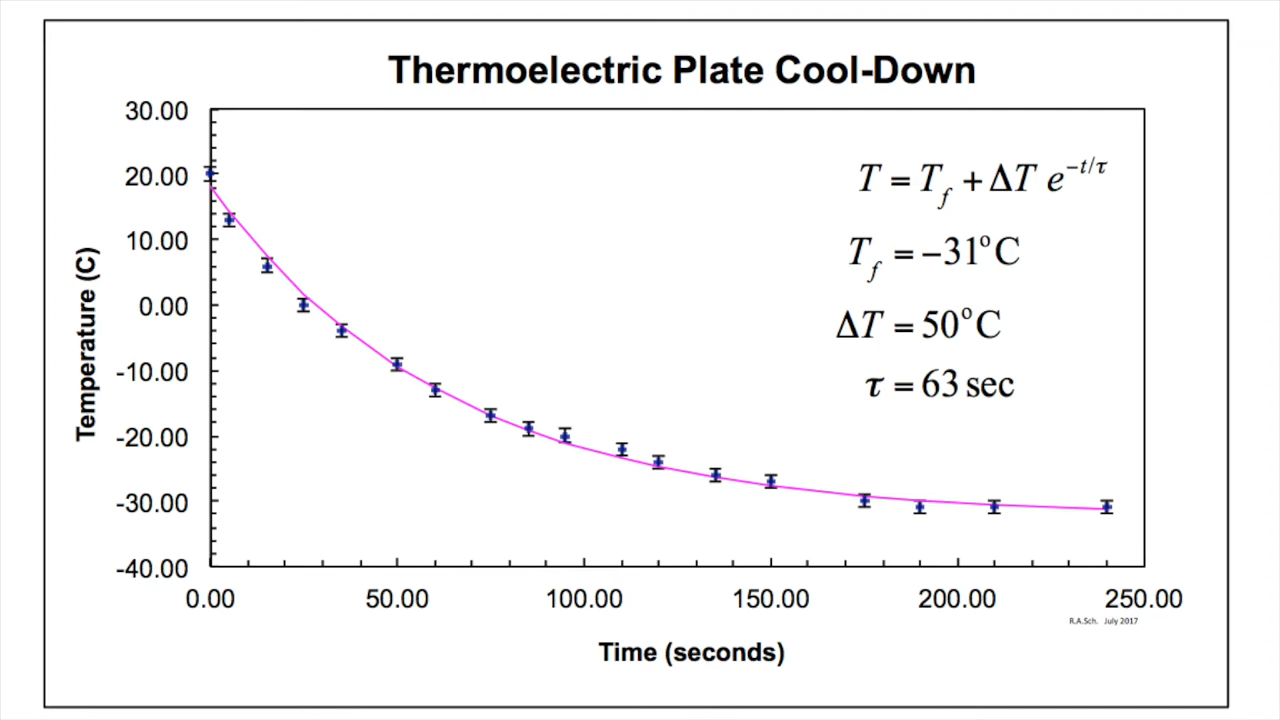 Thermoelectric Plate Cool-Down
30.00
20.00
10.00
0.00
-10.00
-20.00
-30.00
-40.00
Temperature (C)
T = T_f + ΔT e^{-t/τ}
T_f = −31°C
ΔT = 50°C
τ = 63 sec
0.00 50.00 100.00 150.00 200.00 250.00
R.A.Sch. July 2017
Time (seconds)